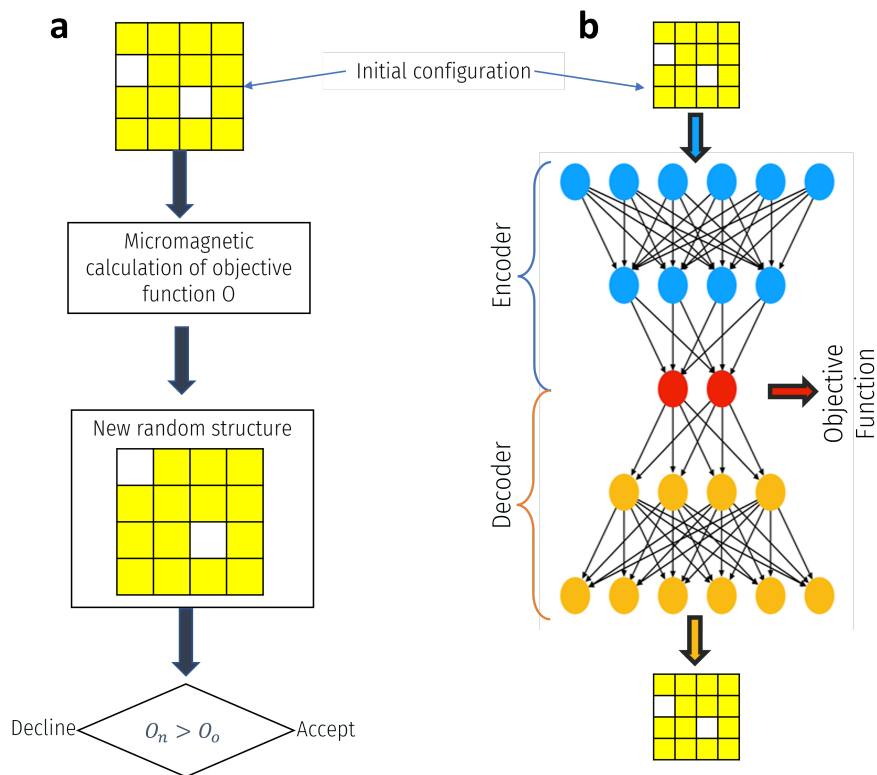 a
b
Initial configuration
Micromagnetic
calculation of objective
function O
New random structure
Decline
Oₙ > Oₒ
Accept
Encoder
Decoder
Objective
Function